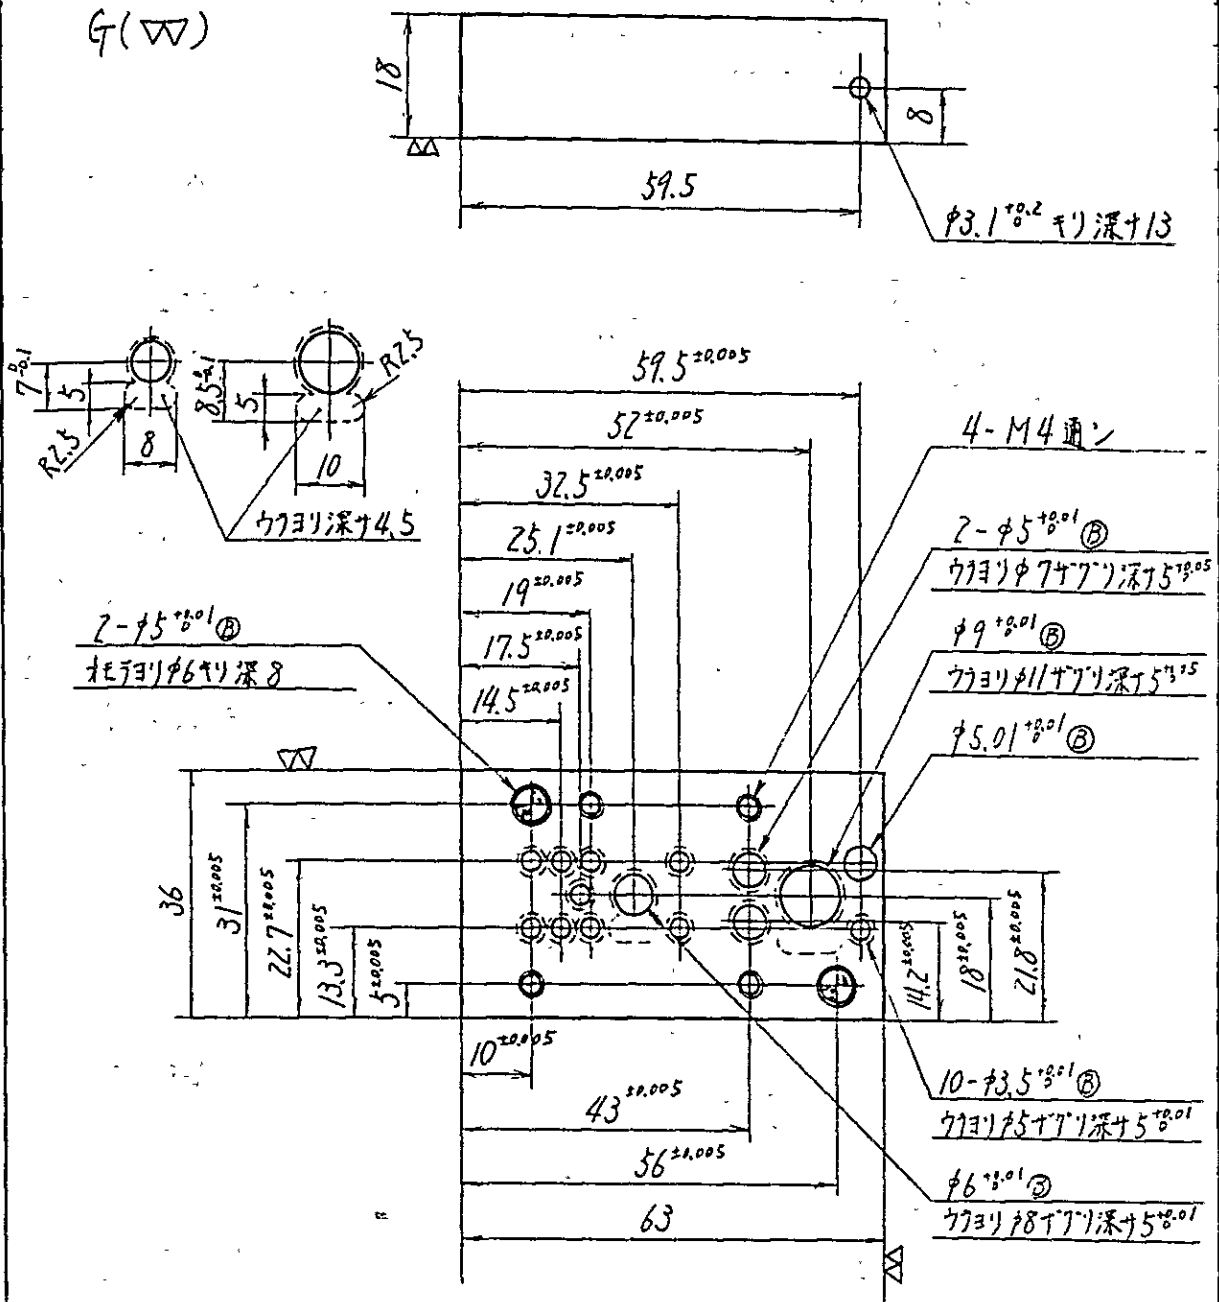 G(▽▽)
18
8
59.5
φ3.1 +0.2 0 キリ深サ13
7 0 -0.1
5
R2.5
8
8.5 0 -0.1
5
R2.5
10
ウラヨリ深サ4.5
59.5±0.005
52±0.005
32.5±0.005
25.1±0.005
19±0.005
17.5±0.005
14.5±0.005
4-M4通シ
2-φ5 +0.01 0 Ⓑ
ウラヨリφ7ザグリ深サ5 +0.05 0
φ9 +0.01 0 Ⓑ
ウラヨリφ11ザグリ深サ5
φ5.01 +0.01 0 Ⓑ
2-φ5 +0.01 0 Ⓑ
オモテヨリφ6キリ深8
36
31±0.005
22.7±0.005
13.3±0.005
5±0.005
14.2±0.005
18±0.005
21.8±0.005
10±0.005
43±0.005
56±0.005
63
10-φ3.5 +0.01 0 Ⓑ
ウラヨリφ5ザグリ深サ5 +0.01 0
φ6 +0.01 0 Ⓑ
ウラヨリφ8ザグリ深サ5 +0.01 0